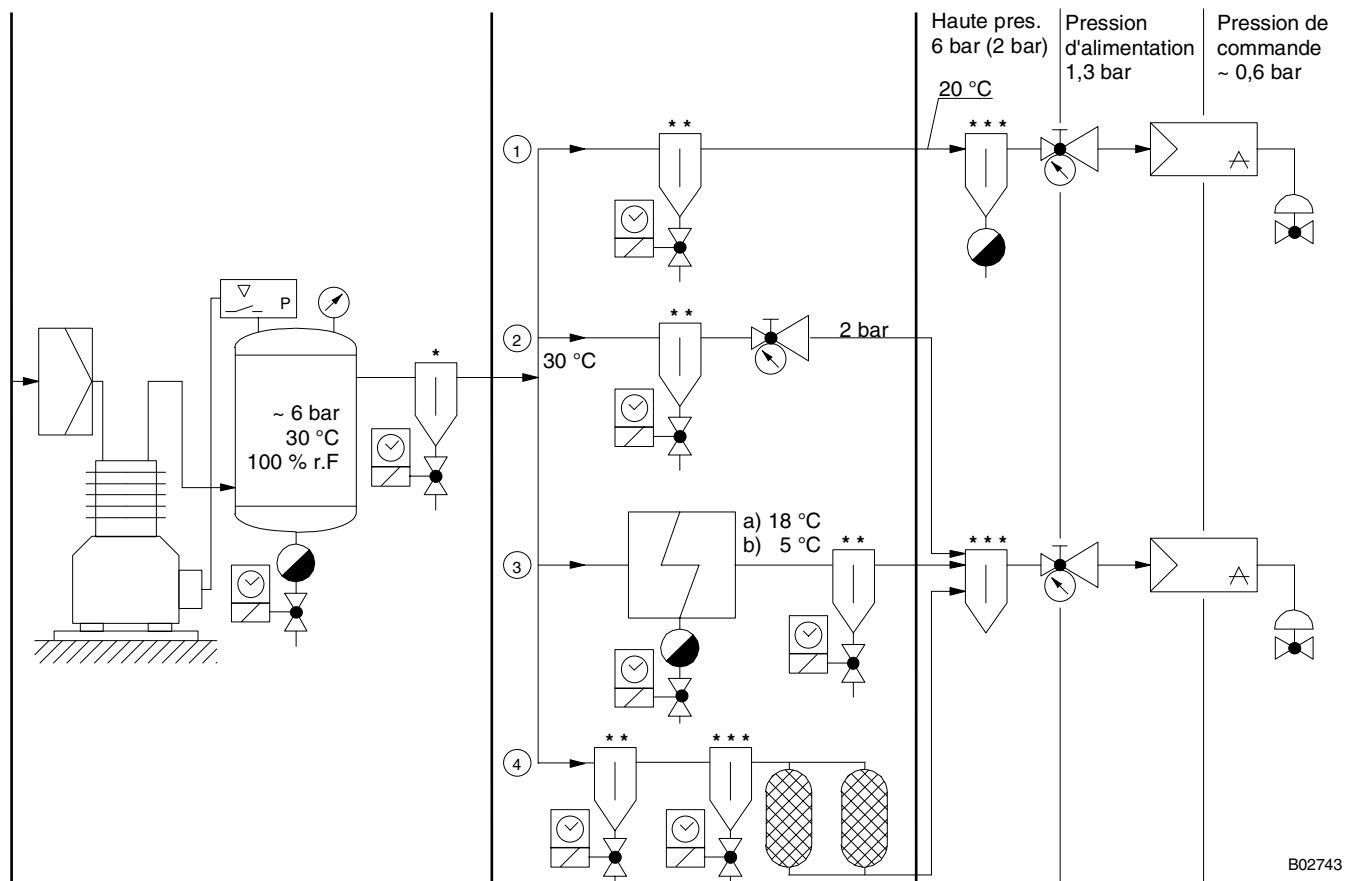 Haute pres.
6 bar (2 bar)
Pression
d'alimentation
1,3 bar
Pression de
commande
~ 0,6 bar
20 °C
* *
* * *
1
P
* *
2
2 bar
30 °C
*
~ 6 bar
30 °C
100 % r.F
a) 18 °C
b) 5 °C
* *
* * *
3
* *
* * *
4
B02743